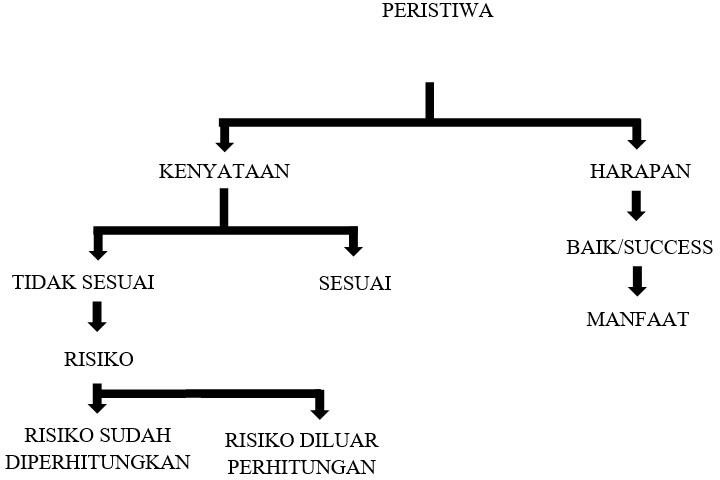 PERISTIWA
KENYATAAN
HARAPAN
BAIK/SUCCESS
TIDAK SESUAI
SESUAI
MANFAAT
RISIKO
RISIKO SUDAH
DIPERHITUNGKAN
RISIKO DILUAR
PERHITUNGAN